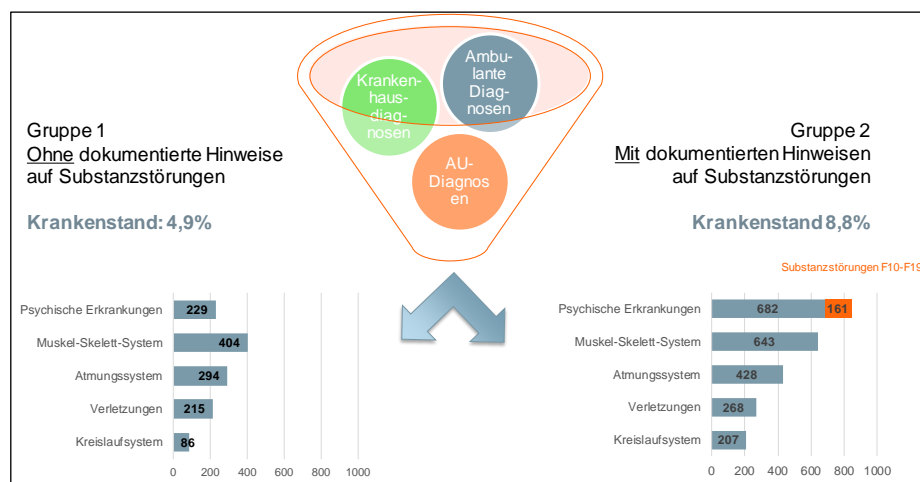 Kranken-
haus-
diagnosen
Ambu-
lante
Diag-
nosen
AU-
Diagnos
en
Gruppe 1
Ohne dokumentierte Hinweise
auf Substanzstörungen
Krankenstand: 4,9%
Gruppe 2
Mit dokumentierten Hinweisen
auf Substanzstörungen
Krankenstand 8,8%
Psychische Erkrankungen 229
Muskel-Skelett-System 404
Atmungssystem 294
Verletzungen 215
Kreislaufsystem 86
0 200 400 600 800 1000
Substanzstörungen F10-F19
Psychische Erkrankungen 682 161
Muskel-Skelett-System 643
Atmungssystem 428
Verletzungen 268
Kreislaufsystem 207
0 200 400 600 800 1000